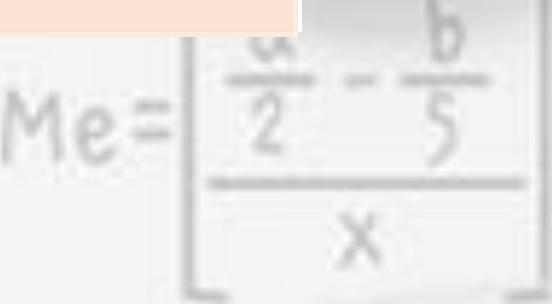 Me = [ (a/2 - b/5) / x ]